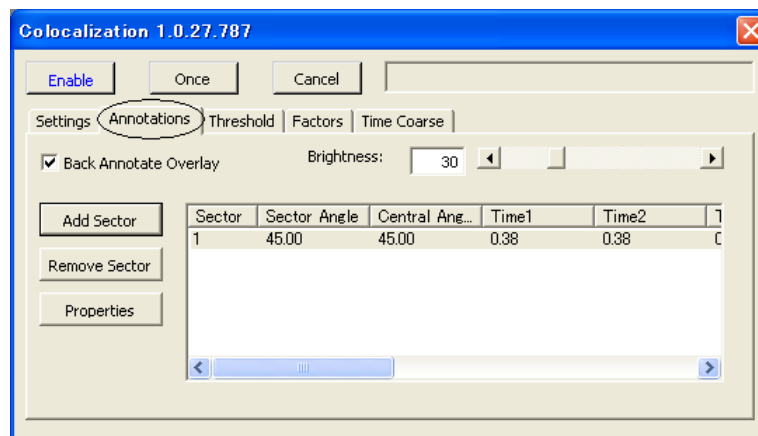 Colocalization 1.0.27.787
Enable Once Cancel
Settings Annotations Threshold Factors Time Coarse
Back Annotate Overlay Brightness: 30
Add Sector
Remove Sector
Properties
Sector Sector Angle Central Ang... Time1 Time2
1 45.00 45.00 0.38 0.38